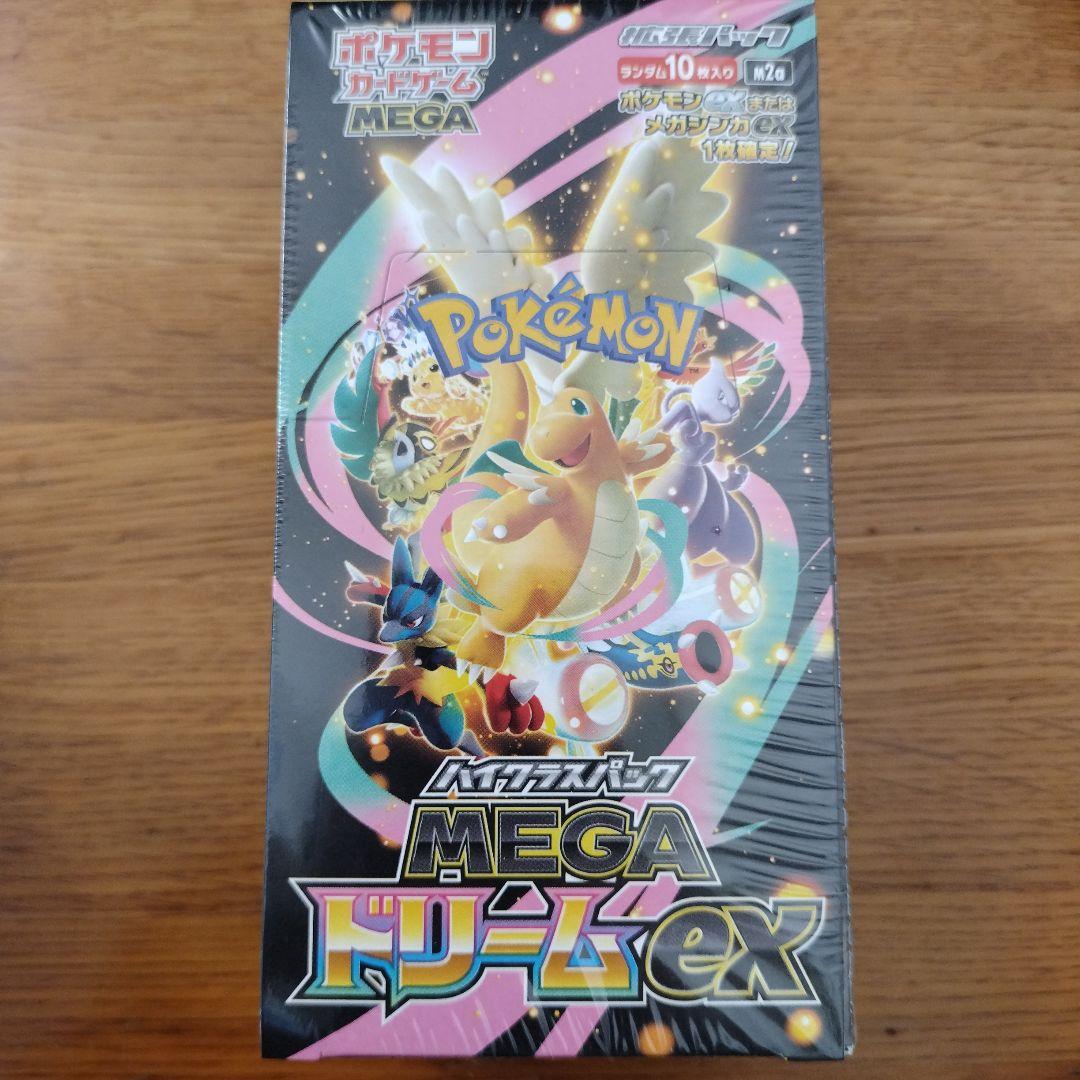 ポケモン
カードゲーム
MEGA
拡張パック
ランダム10枚入り M2a
ポケモンexまたは
メガシンカex
1枚確定!
POKÉMON
TM
ハイクラスパック
MEGA
ドリームex